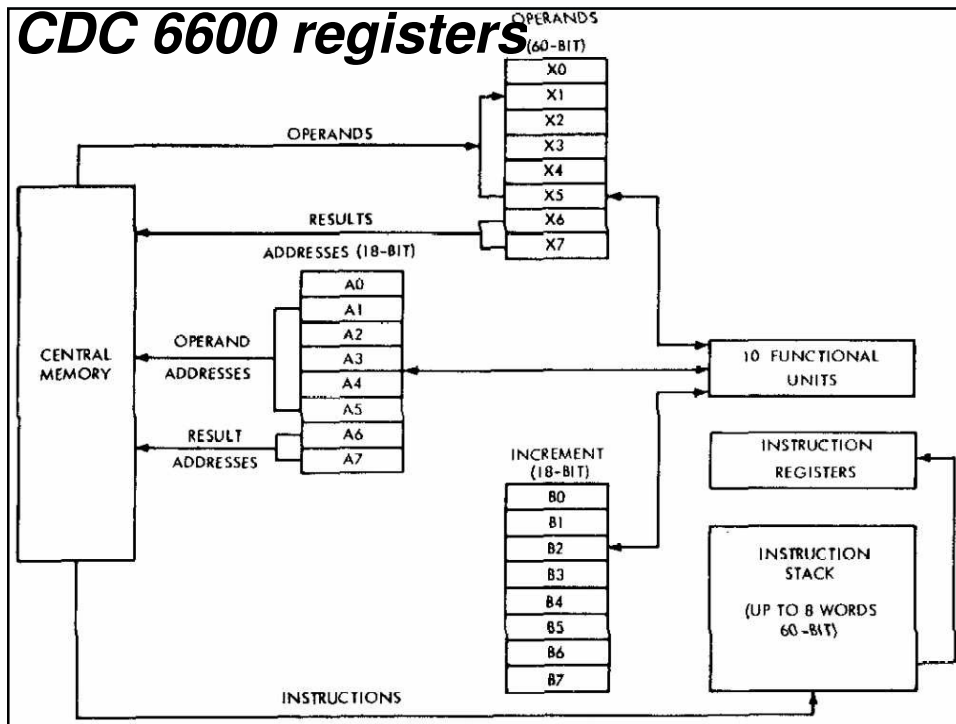 CDC 6600 registers
OPERANDS
(60-BIT)
X0
X1
X2
X3
X4
X5
X6
X7
OPERANDS
RESULTS
ADDRESSES (18-BIT)
A0
A1
A2
A3
A4
A5
A6
A7
CENTRAL
MEMORY
OPERAND
ADDRESSES
RESULT
ADDRESSES
10 FUNCTIONAL
UNITS
INSTRUCTION
REGISTERS
INCREMENT
(18-BIT)
B0
B1
B2
B3
B4
B5
B6
B7
INSTRUCTION
STACK
(UP TO 8 WORDS
60-BIT)
INSTRUCTIONS